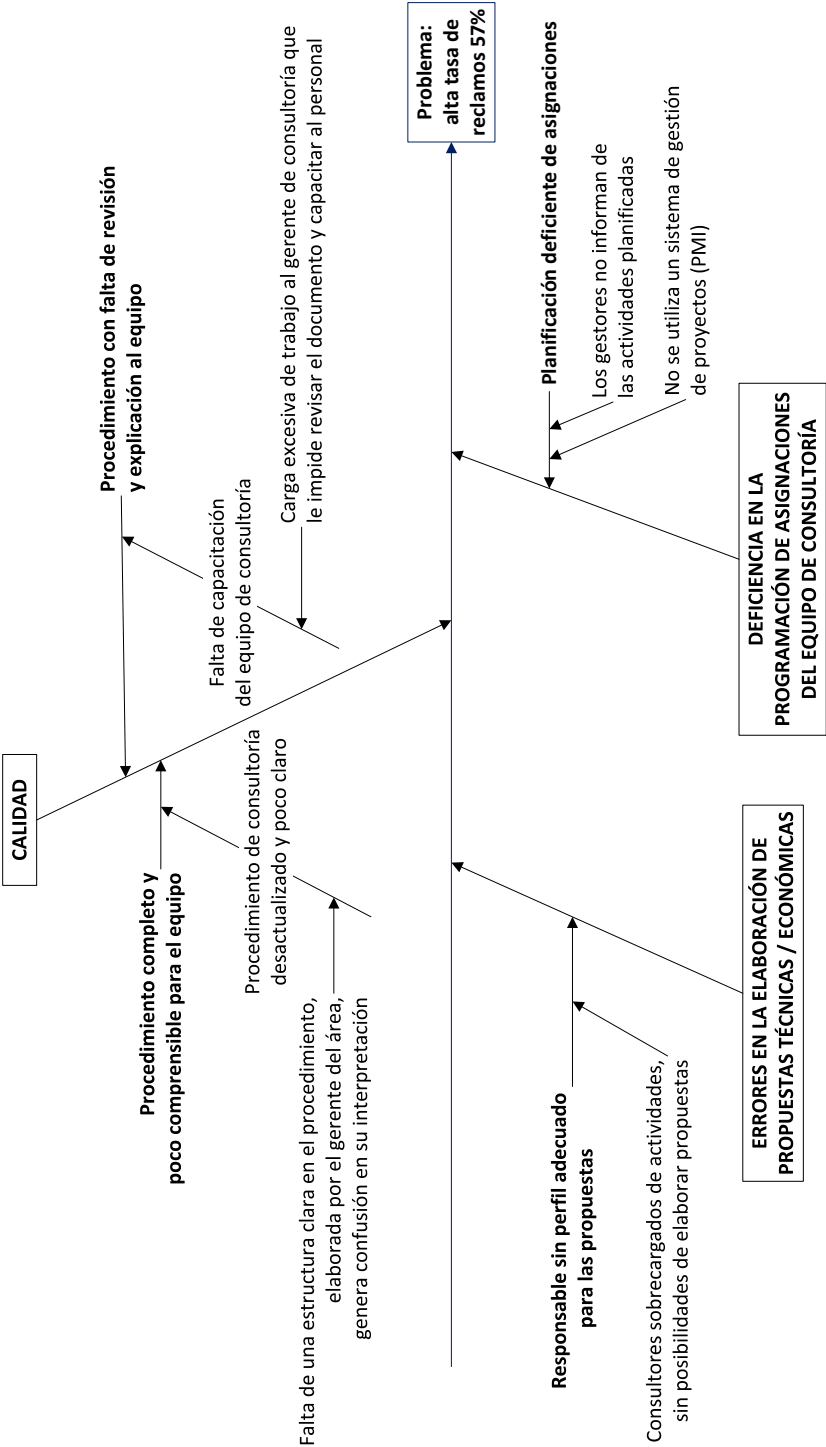 CALIDAD
Procedimiento completo y
poco comprensible para el equipo
Procedimiento con falta de revisión
y explicación al equipo
Procedimiento de consultoría
desactualizado y poco claro
Falta de capacitación
del equipo de consultoría
Falta de una estructura clara en el procedimiento,
elaborada por el gerente del área,
genera confusión en su interpretación
Carga excesiva de trabajo al gerente de consultoría que
le impide revisar el documento y capacitar al personal
Problema:
alta tasa de
reclamos 57%
Responsable sin perfil adecuado
para las propuestas
Consultores sobrecargados de actividades,
sin posibilidades de elaborar propuestas
Planificación deficiente de asignaciones
Los gestores no informan de
las actividades planificadas
No se utiliza un sistema de gestión
de proyectos (PMI)
ERRORES EN LA ELABORACIÓN DE
PROPUESTAS TÉCNICAS / ECONÓMICAS
DEFICIENCIA EN LA
PROGRAMACIÓN DE ASIGNACIONES
DEL EQUIPO DE CONSULTORÍA